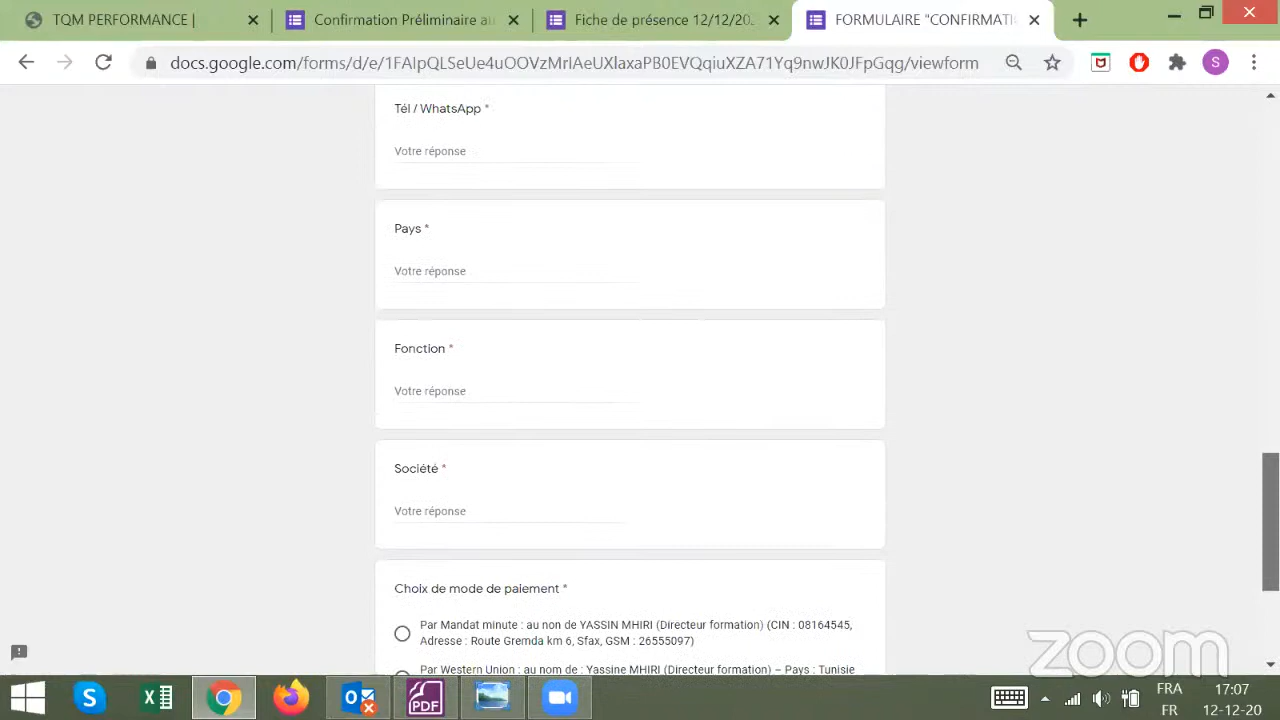 TQM PERFORMANCE |
Confirmation Préliminaire au
Fiche de présence 12/12/20
FORMULAIRE "CONFIRMATI
docs.google.com/forms/d/e/1FAIpQLSeUe4uOOVzMrIAeUXlaxaPB0EVQqiuXZA71Yq9nwJK0JFpGqg/viewform
S
Tél / WhatsApp *
Votre réponse
Pays *
Votre réponse
Fonction *
Votre réponse
Société *
Votre réponse
Choix de mode de paiement *
Par Mandat minute : au non de YASSIN MHIRI (Directeur formation) (CIN : 08164545,
Adresse : Route Gremda km 6, Sfax, GSM : 26555097)
Par Western Union : au nom de : Yassine MHIRI (Directeur formation) – Pays : Tunisie
zoom
PDF
FRA
FR
17:07
12-12-20